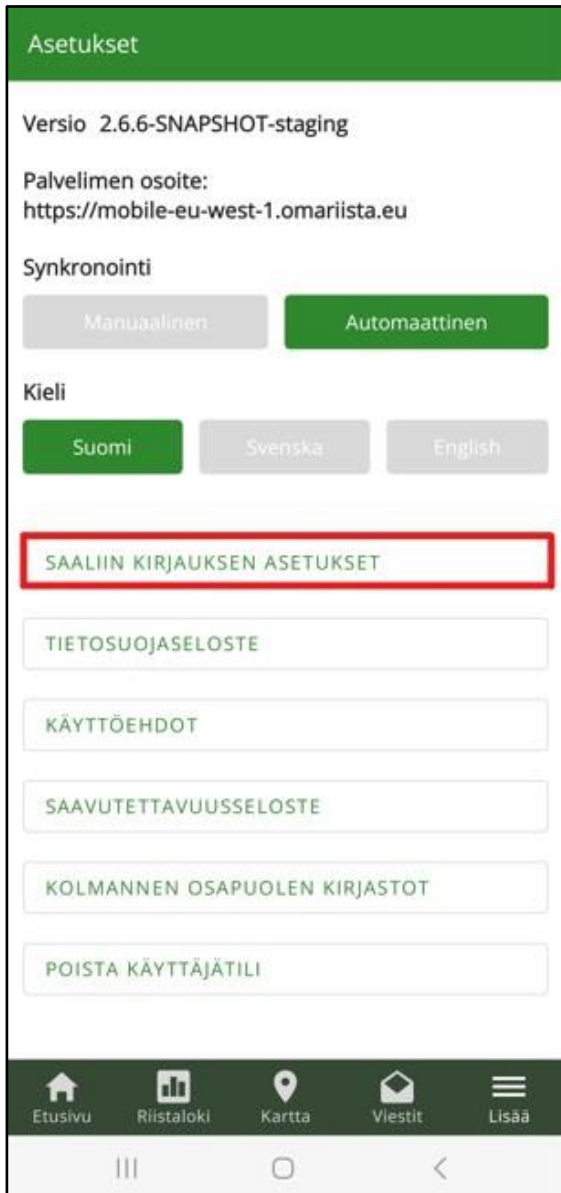 Asetukset
Versio 2.6.6-SNAPSHOT-staging
Palvelimen osoite:
https://mobile-eu-west-1.omariista.eu
Synkronointi
Manuaalinen Automaattinen
Kieli
Suomi Svenska English
SAALIIN KIRJAUKSEN ASETUKSET
TIETOSUOJASELOSTE
KÄYTTÖEHDOT
SAAVUTETTAVUUSSELOSTE
KOLMANNEN OSAPUOLEN KIRJASTOT
POISTA KÄYTTÄJÄTILI
Etusivu Riistaloki Kartta Viestit Lisää